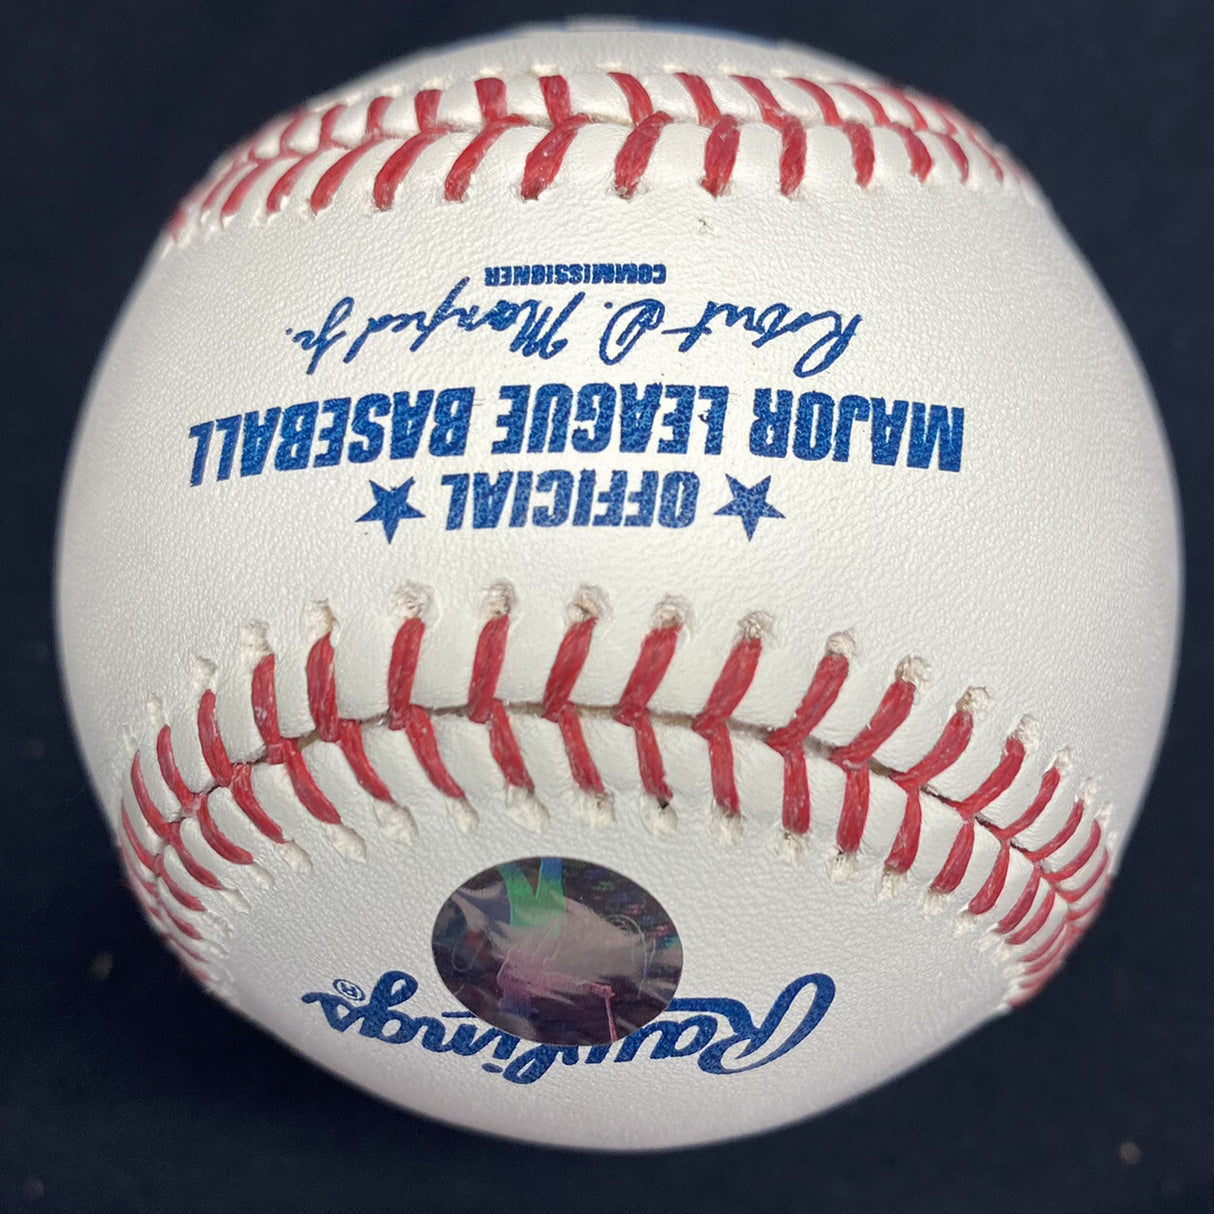 Rawlings®
★ OFFICIAL ★
MAJOR LEAGUE BASEBALL
Robert D. Manfred Jr.
COMMISSIONER